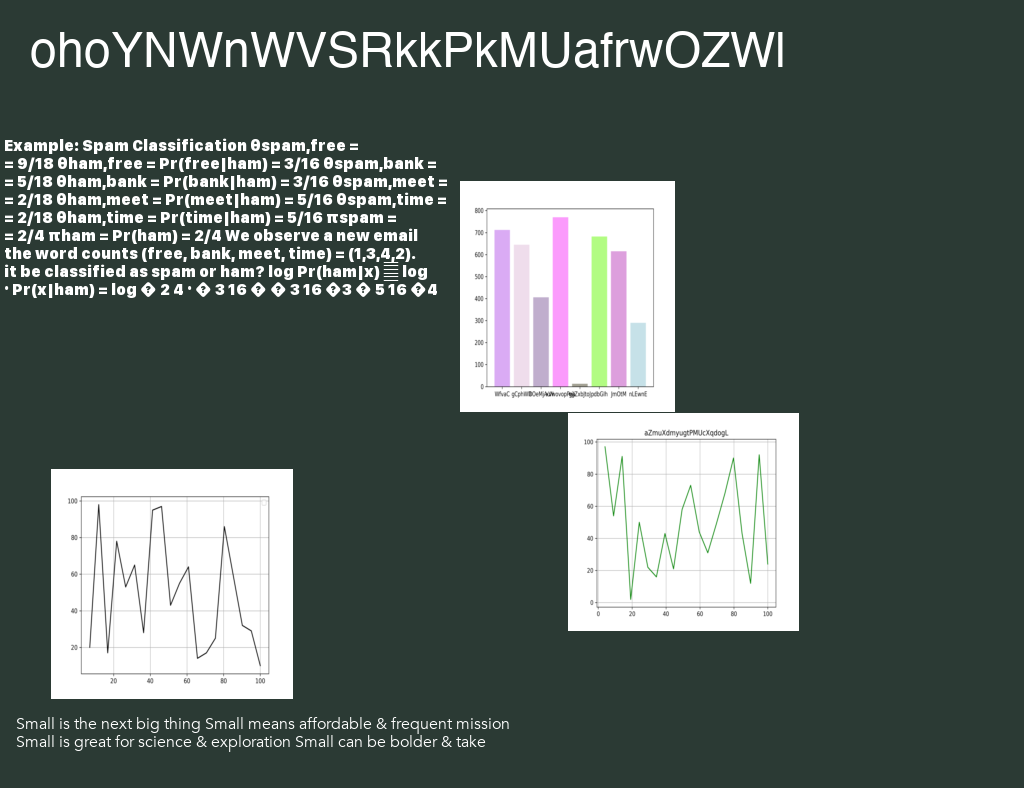 ohoYNWnWVSRkkPkMUafrwOZWl
Example: Spam Classification θspam,free =
= 9/18 θham,free = Pr(free|ham) = 3/16 θspam,bank =
= 5/18 θham,bank = Pr(bank|ham) = 3/16 θspam,meet =
= 2/18 θham,meet = Pr(meet|ham) = 5/16 θspam,time =
= 2/18 θham,time = Pr(time|ham) = 5/16 πspam =
= 2/4 πham = Pr(ham) = 2/4 We observe a new email
the word counts (free, bank, meet, time) = (1,3,4,2).
it be classified as spam or ham? log Pr(ham|x) log
· Pr(x|ham) = log � 2 4 · � 3 16 � � 3 16 �3 � 5 16 �4
800
700
600
500
400
300
200
100
0
WfvaC jmOtM nLEwnE
aZmuXdmyugtPMUcXqdogL
100
80
60
40
20
0
0 20 40 60 80 100
100
80
60
40
20
20 40 60 80 100
Small is the next big thing Small means affordable & frequent mission
Small is great for science & exploration Small can be bolder & take